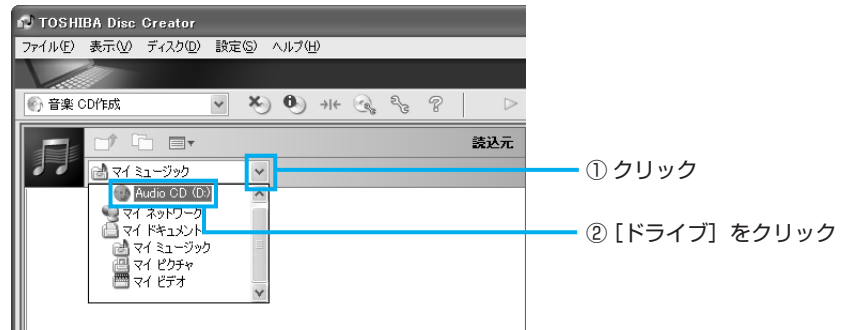 TOSHIBA Disc Creator
ファイル(F) 表示(V) ディスク(D) 設定(S) ヘルプ(H)
音楽 CD作成
読込元
マイ ミュージック
① クリック
Audio CD (D:)
マイ ネットワーク
マイ ドキュメント
② [ドライブ] をクリック
マイ ミュージック
マイ ピクチャ
マイ ビデオ